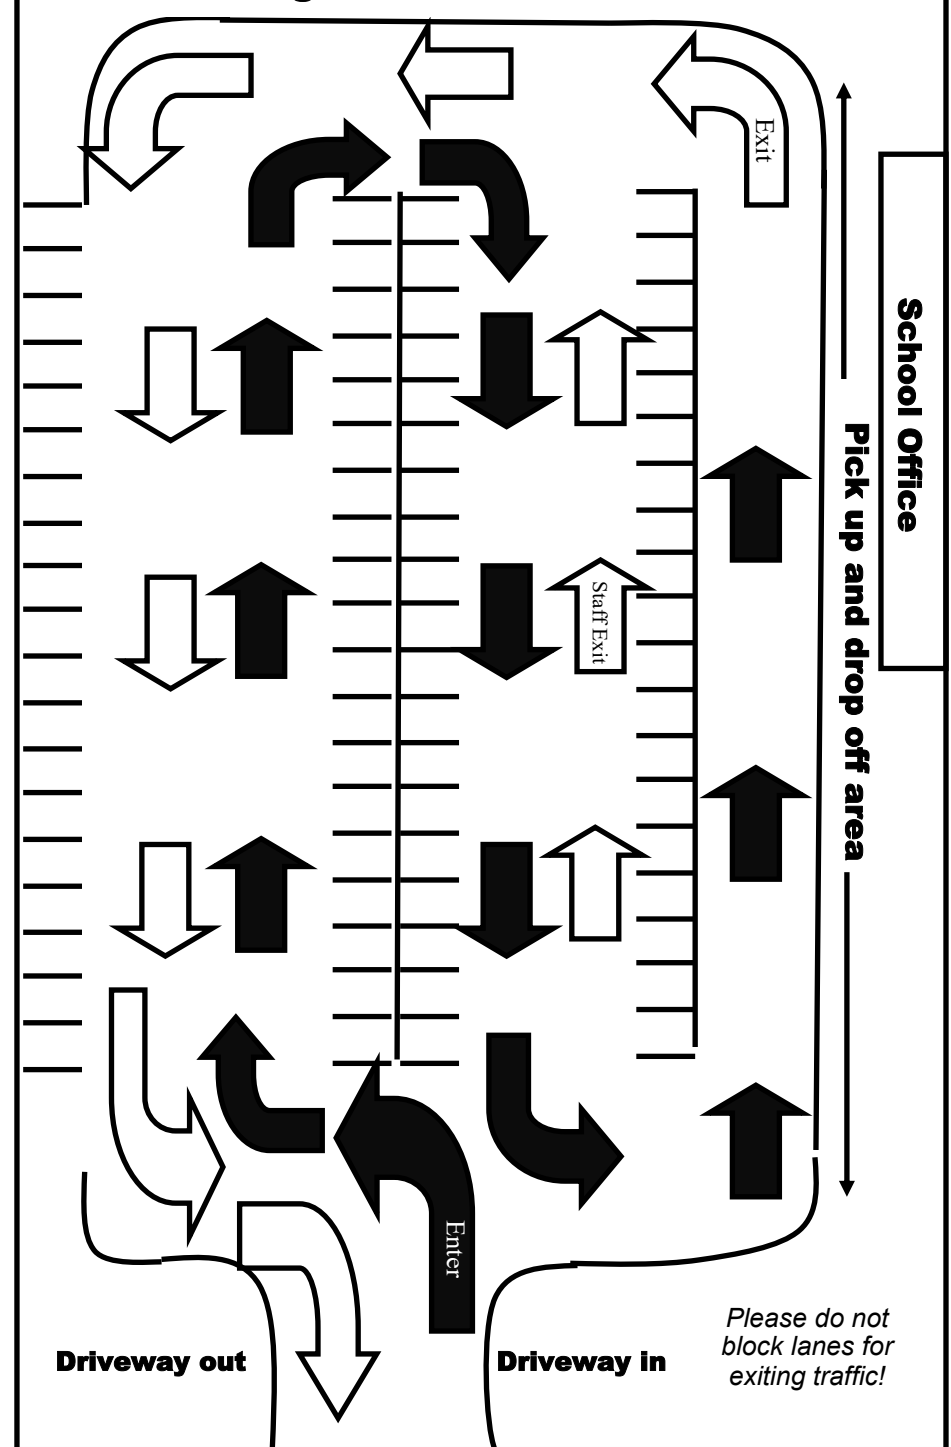 Exit
School Office
Pick up and drop off area
Staff Exit
Enter
Driveway out
Driveway in
Please do not
block lanes for
exiting traffic!